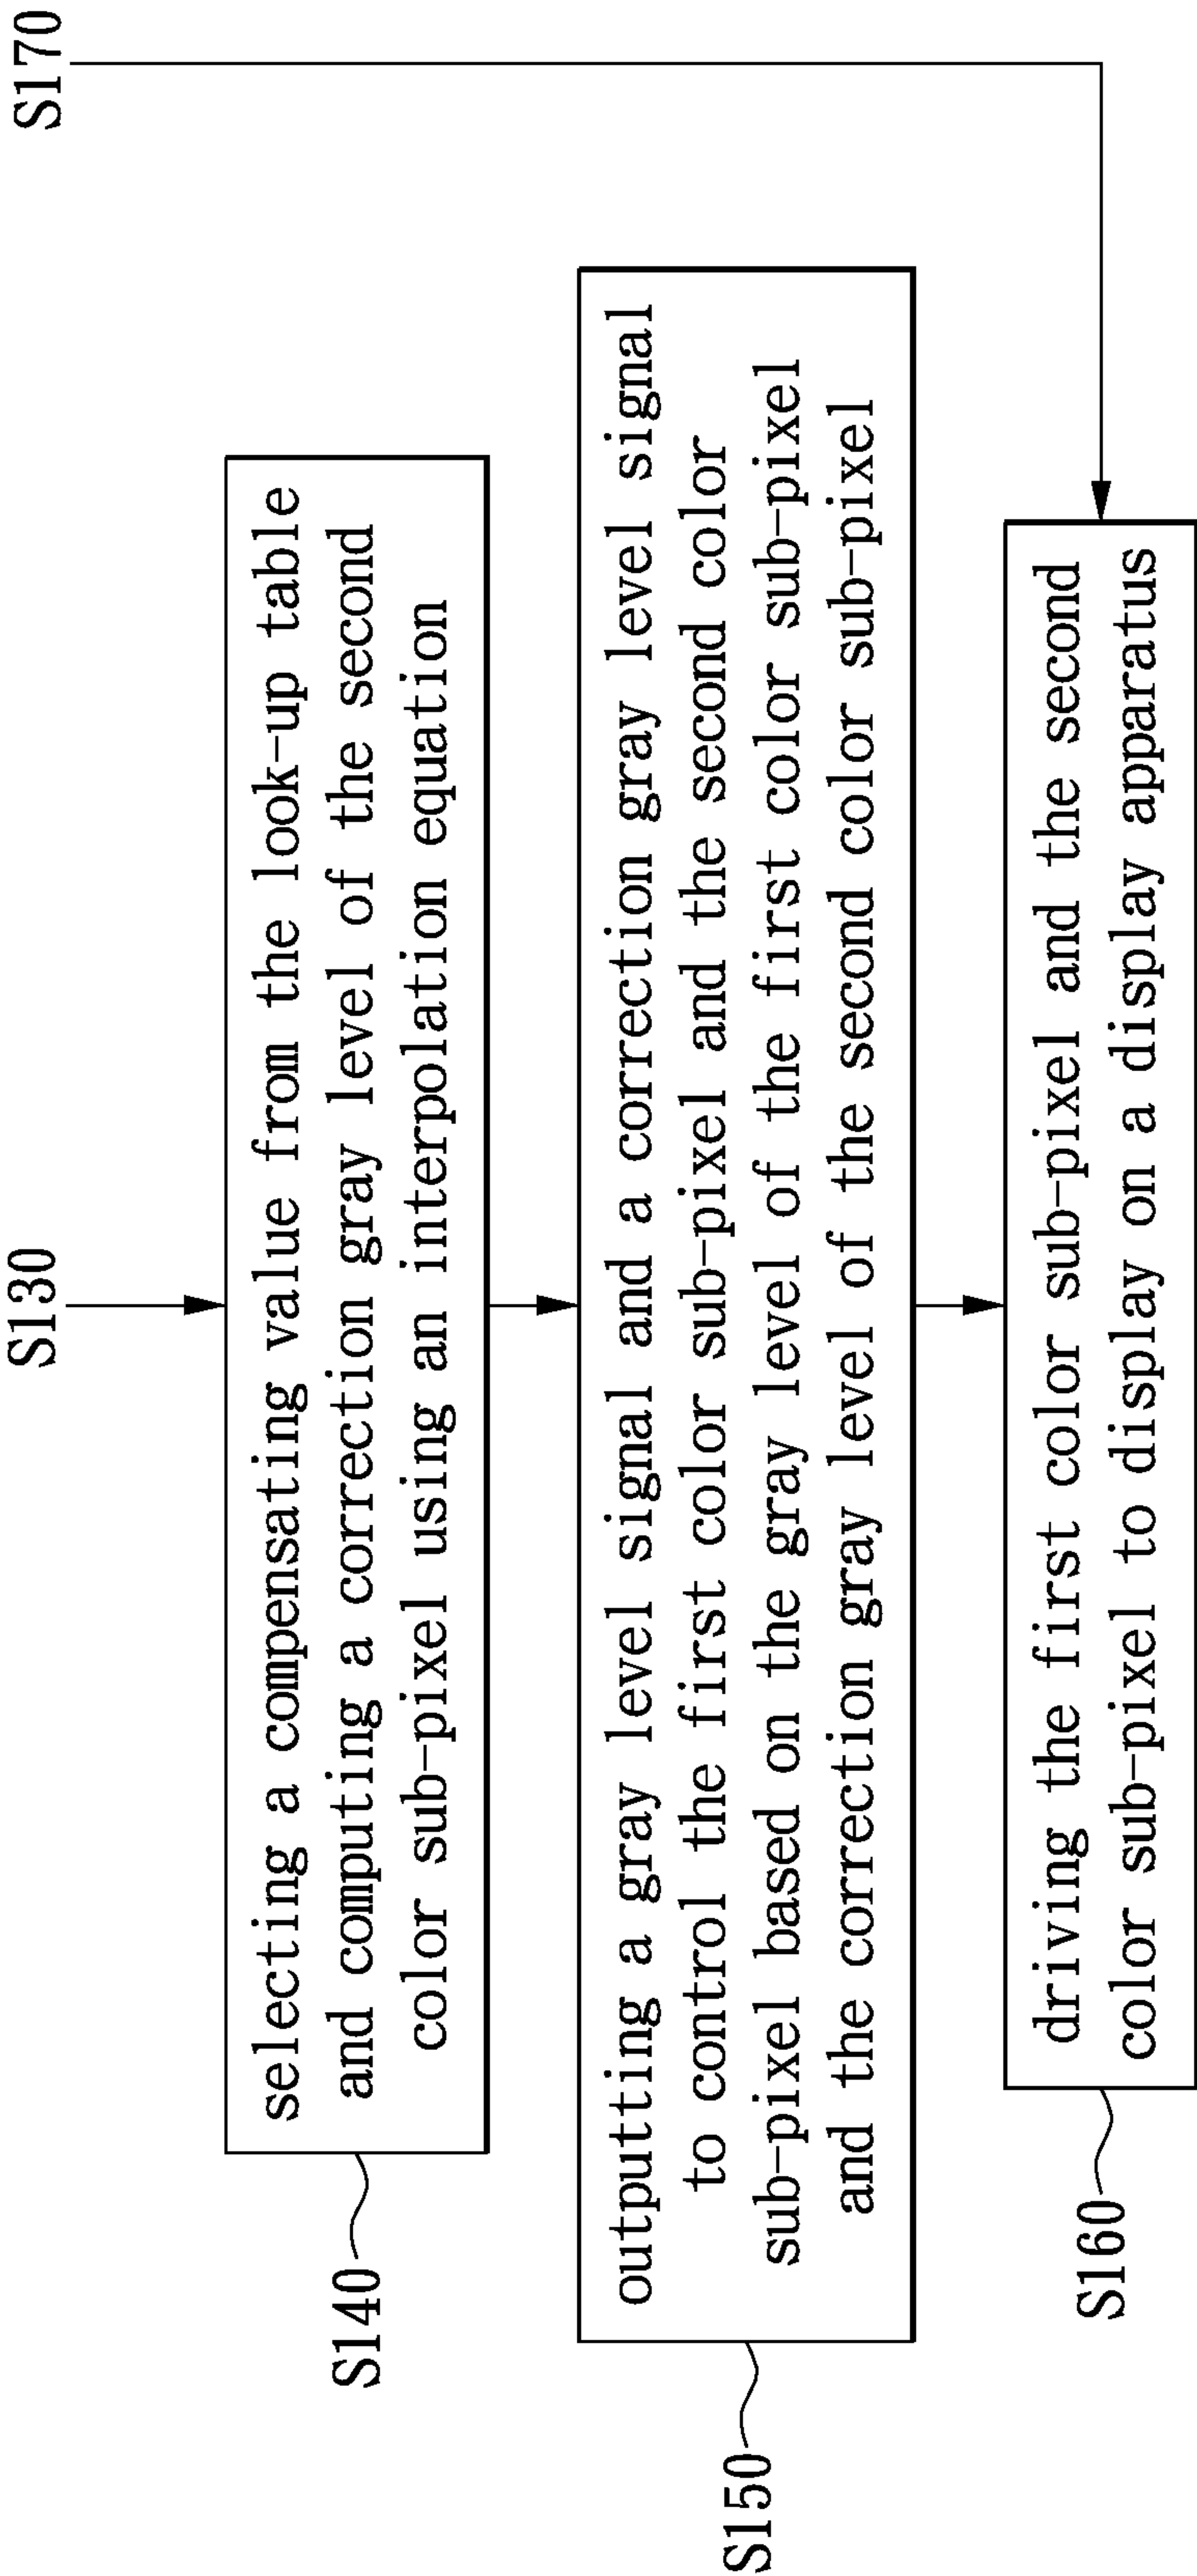 S130
S170
S140
selecting a compensating value from the look-up table
and computing a correction gray level of the second
color sub-pixel using an interpolation equation
S150
outputting a gray level signal and a correction gray level signal
to control the first color sub-pixel and the second color
sub-pixel based on the gray level of the first color sub-pixel
and the correction gray level of the second color sub-pixel
S160
driving the first color sub-pixel and the second
color sub-pixel to display on a display apparatus